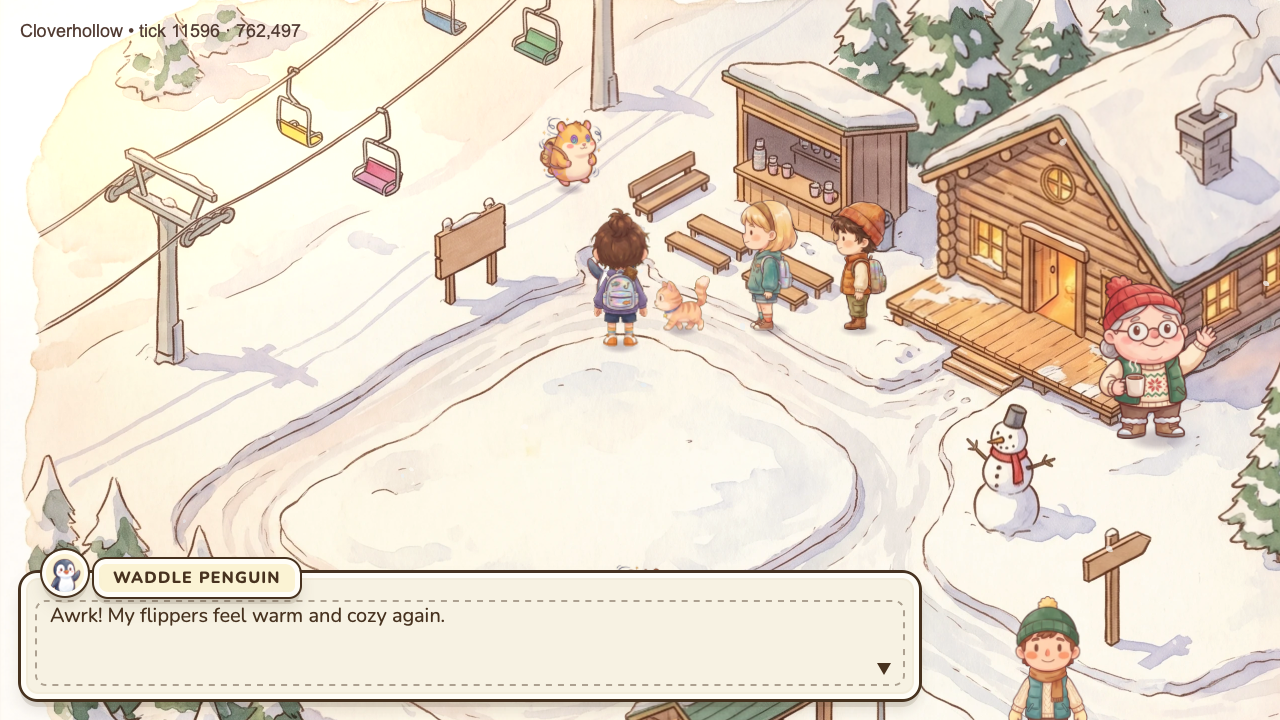 Cloverhollow • tick 11596 · 762,497
WADDLE PENGUIN
Awrk! My flippers feel warm and cozy again.